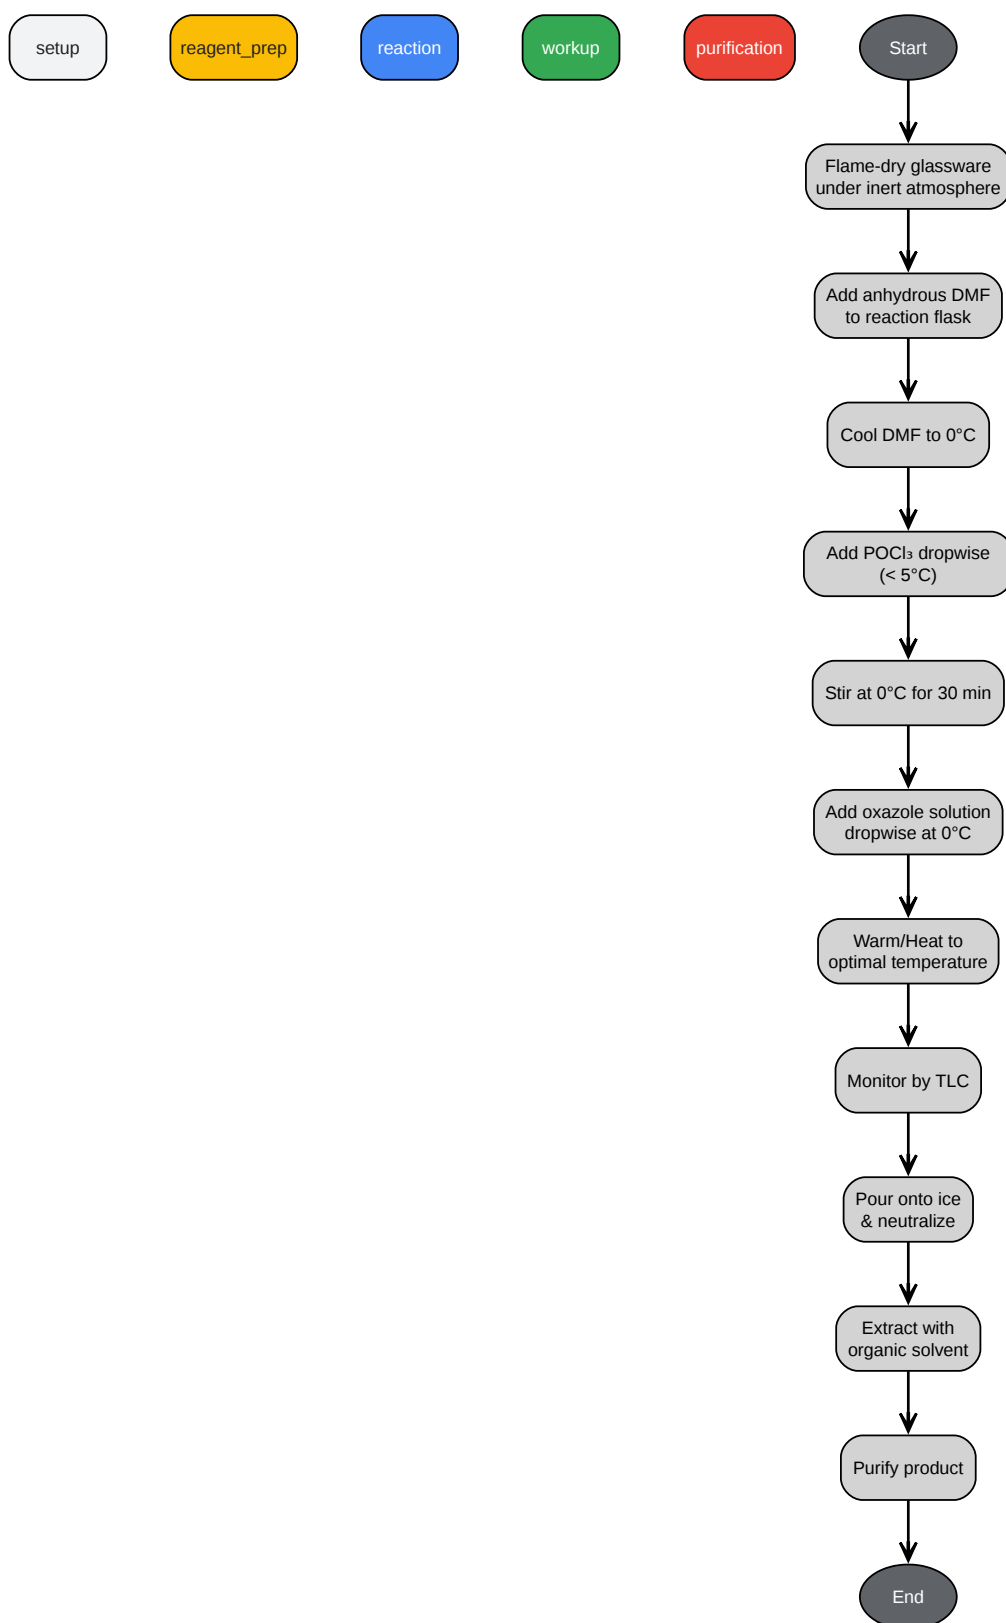 setup
reagent_prep
reaction
workup
purification
Start
Flame-dry glassware
under inert atmosphere
Add anhydrous DMF
to reaction flask
Cool DMF to 0°C
Add POCl₃ dropwise
(< 5°C)
Stir at 0°C for 30 min
Add oxazole solution
dropwise at 0°C
Warm/Heat to
optimal temperature
Monitor by TLC
Pour onto ice
& neutralize
Extract with
organic solvent
Purify product
End